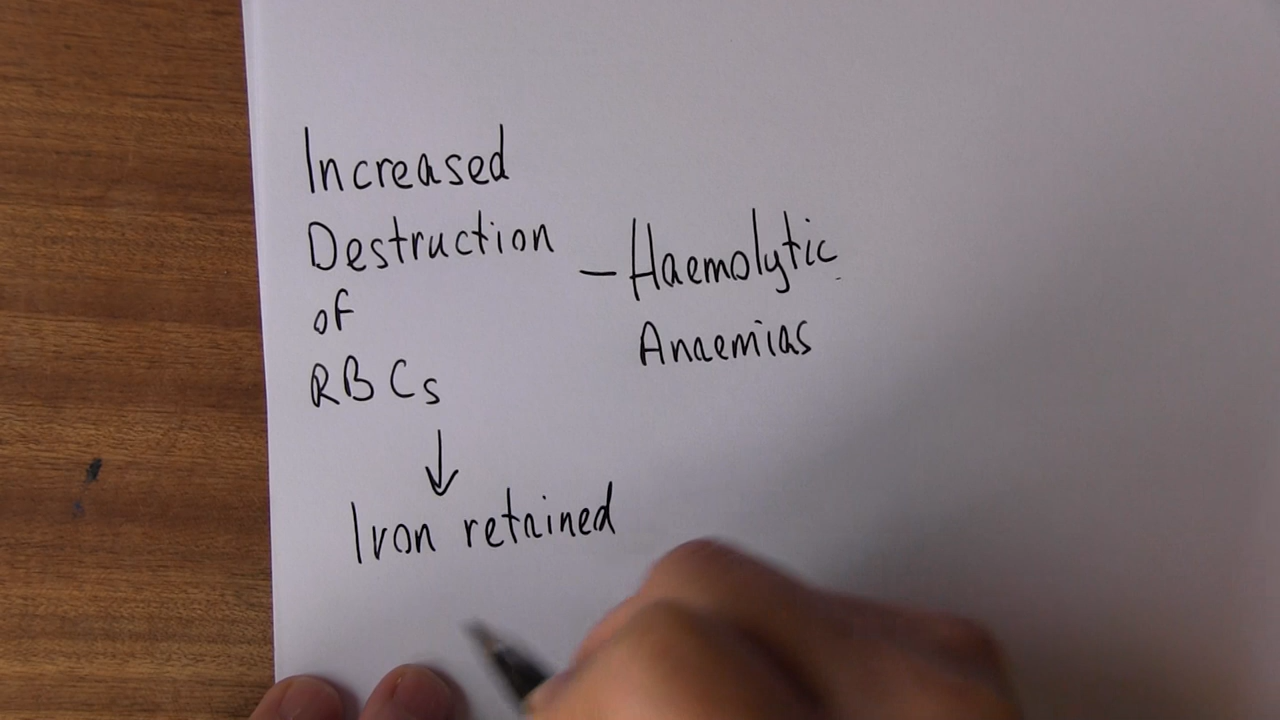 Increased
Destruction
of
RBCs
– Haemolytic
Anaemias
↓
Iron retained